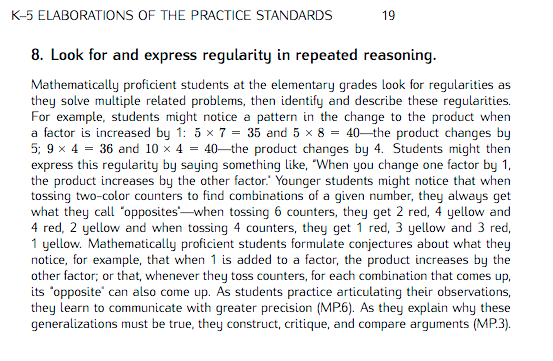 K–5 ELABORATIONS OF THE PRACTICE STANDARDS 19
8. Look for and express regularity in repeated reasoning.
Mathematically proficient students at the elementary grades look for regularities as
they solve multiple related problems, then identify and describe these regularities.
For example, students might notice a pattern in the change to the product when
a factor is increased by 1: 5 × 7 = 35 and 5 × 8 = 40—the product changes by
5; 9 × 4 = 36 and 10 × 4 = 40—the product changes by 4. Students might then
express this regularity by saying something like, "When you change one factor by 1,
the product increases by the other factor." Younger students might notice that when
tossing two-color counters to find combinations of a given number, they always get
what they call "opposites"—when tossing 6 counters, they get 2 red, 4 yellow and
4 red, 2 yellow and when tossing 4 counters, they get 1 red, 3 yellow and 3 red,
1 yellow. Mathematically proficient students formulate conjectures about what they
notice, for example, that when 1 is added to a factor, the product increases by the
other factor; or that, whenever they toss counters, for each combination that comes up,
its "opposite" can also come up. As students practice articulating their observations,
they learn to communicate with greater precision (MP.6). As they explain why these
generalizations must be true, they construct, critique, and compare arguments (MP.3).